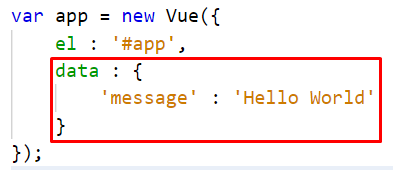 var app = new Vue({
    el : '#app',
    data : {
        'message' : 'Hello World'
    }
});